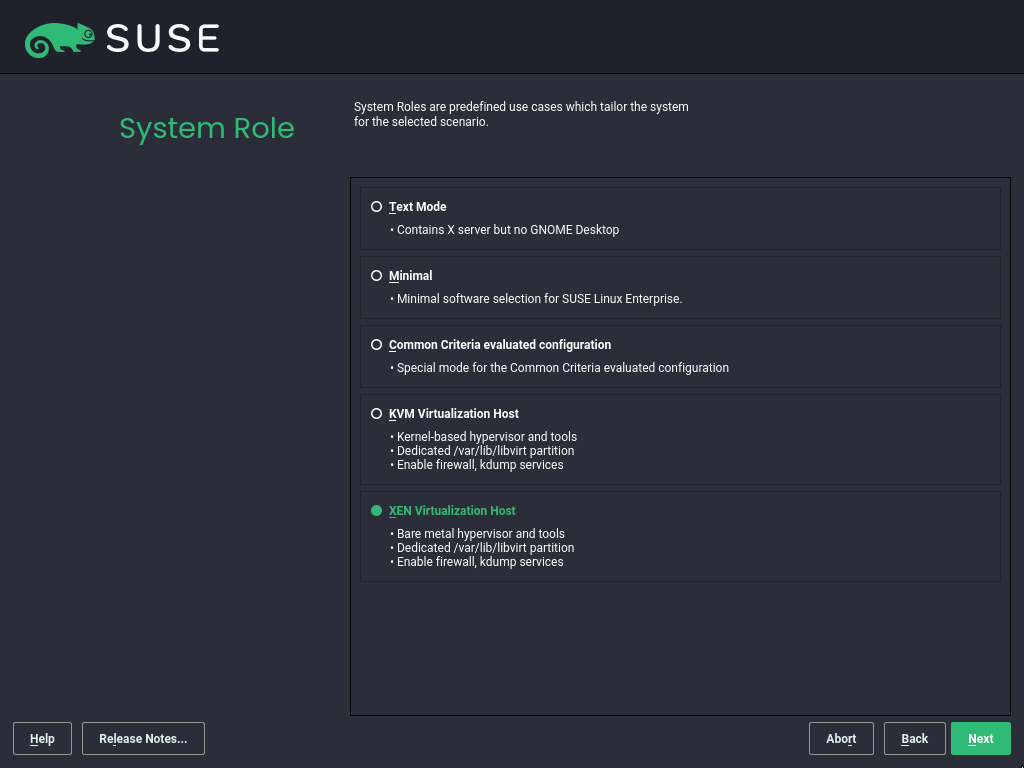 SUSE
System Role
System Roles are predefined use cases which tailor the system
for the selected scenario.
Text Mode
• Contains X server but no GNOME Desktop
Minimal
• Minimal software selection for SUSE Linux Enterprise.
Common Criteria evaluated configuration
• Special mode for the Common Criteria evaluated configuration
KVM Virtualization Host
• Kernel-based hypervisor and tools
• Dedicated /var/lib/libvirt partition
• Enable firewall, kdump services
XEN Virtualization Host
• Bare metal hypervisor and tools
• Dedicated /var/lib/libvirt partition
• Enable firewall, kdump services
Help Release Notes... Abort Back Next